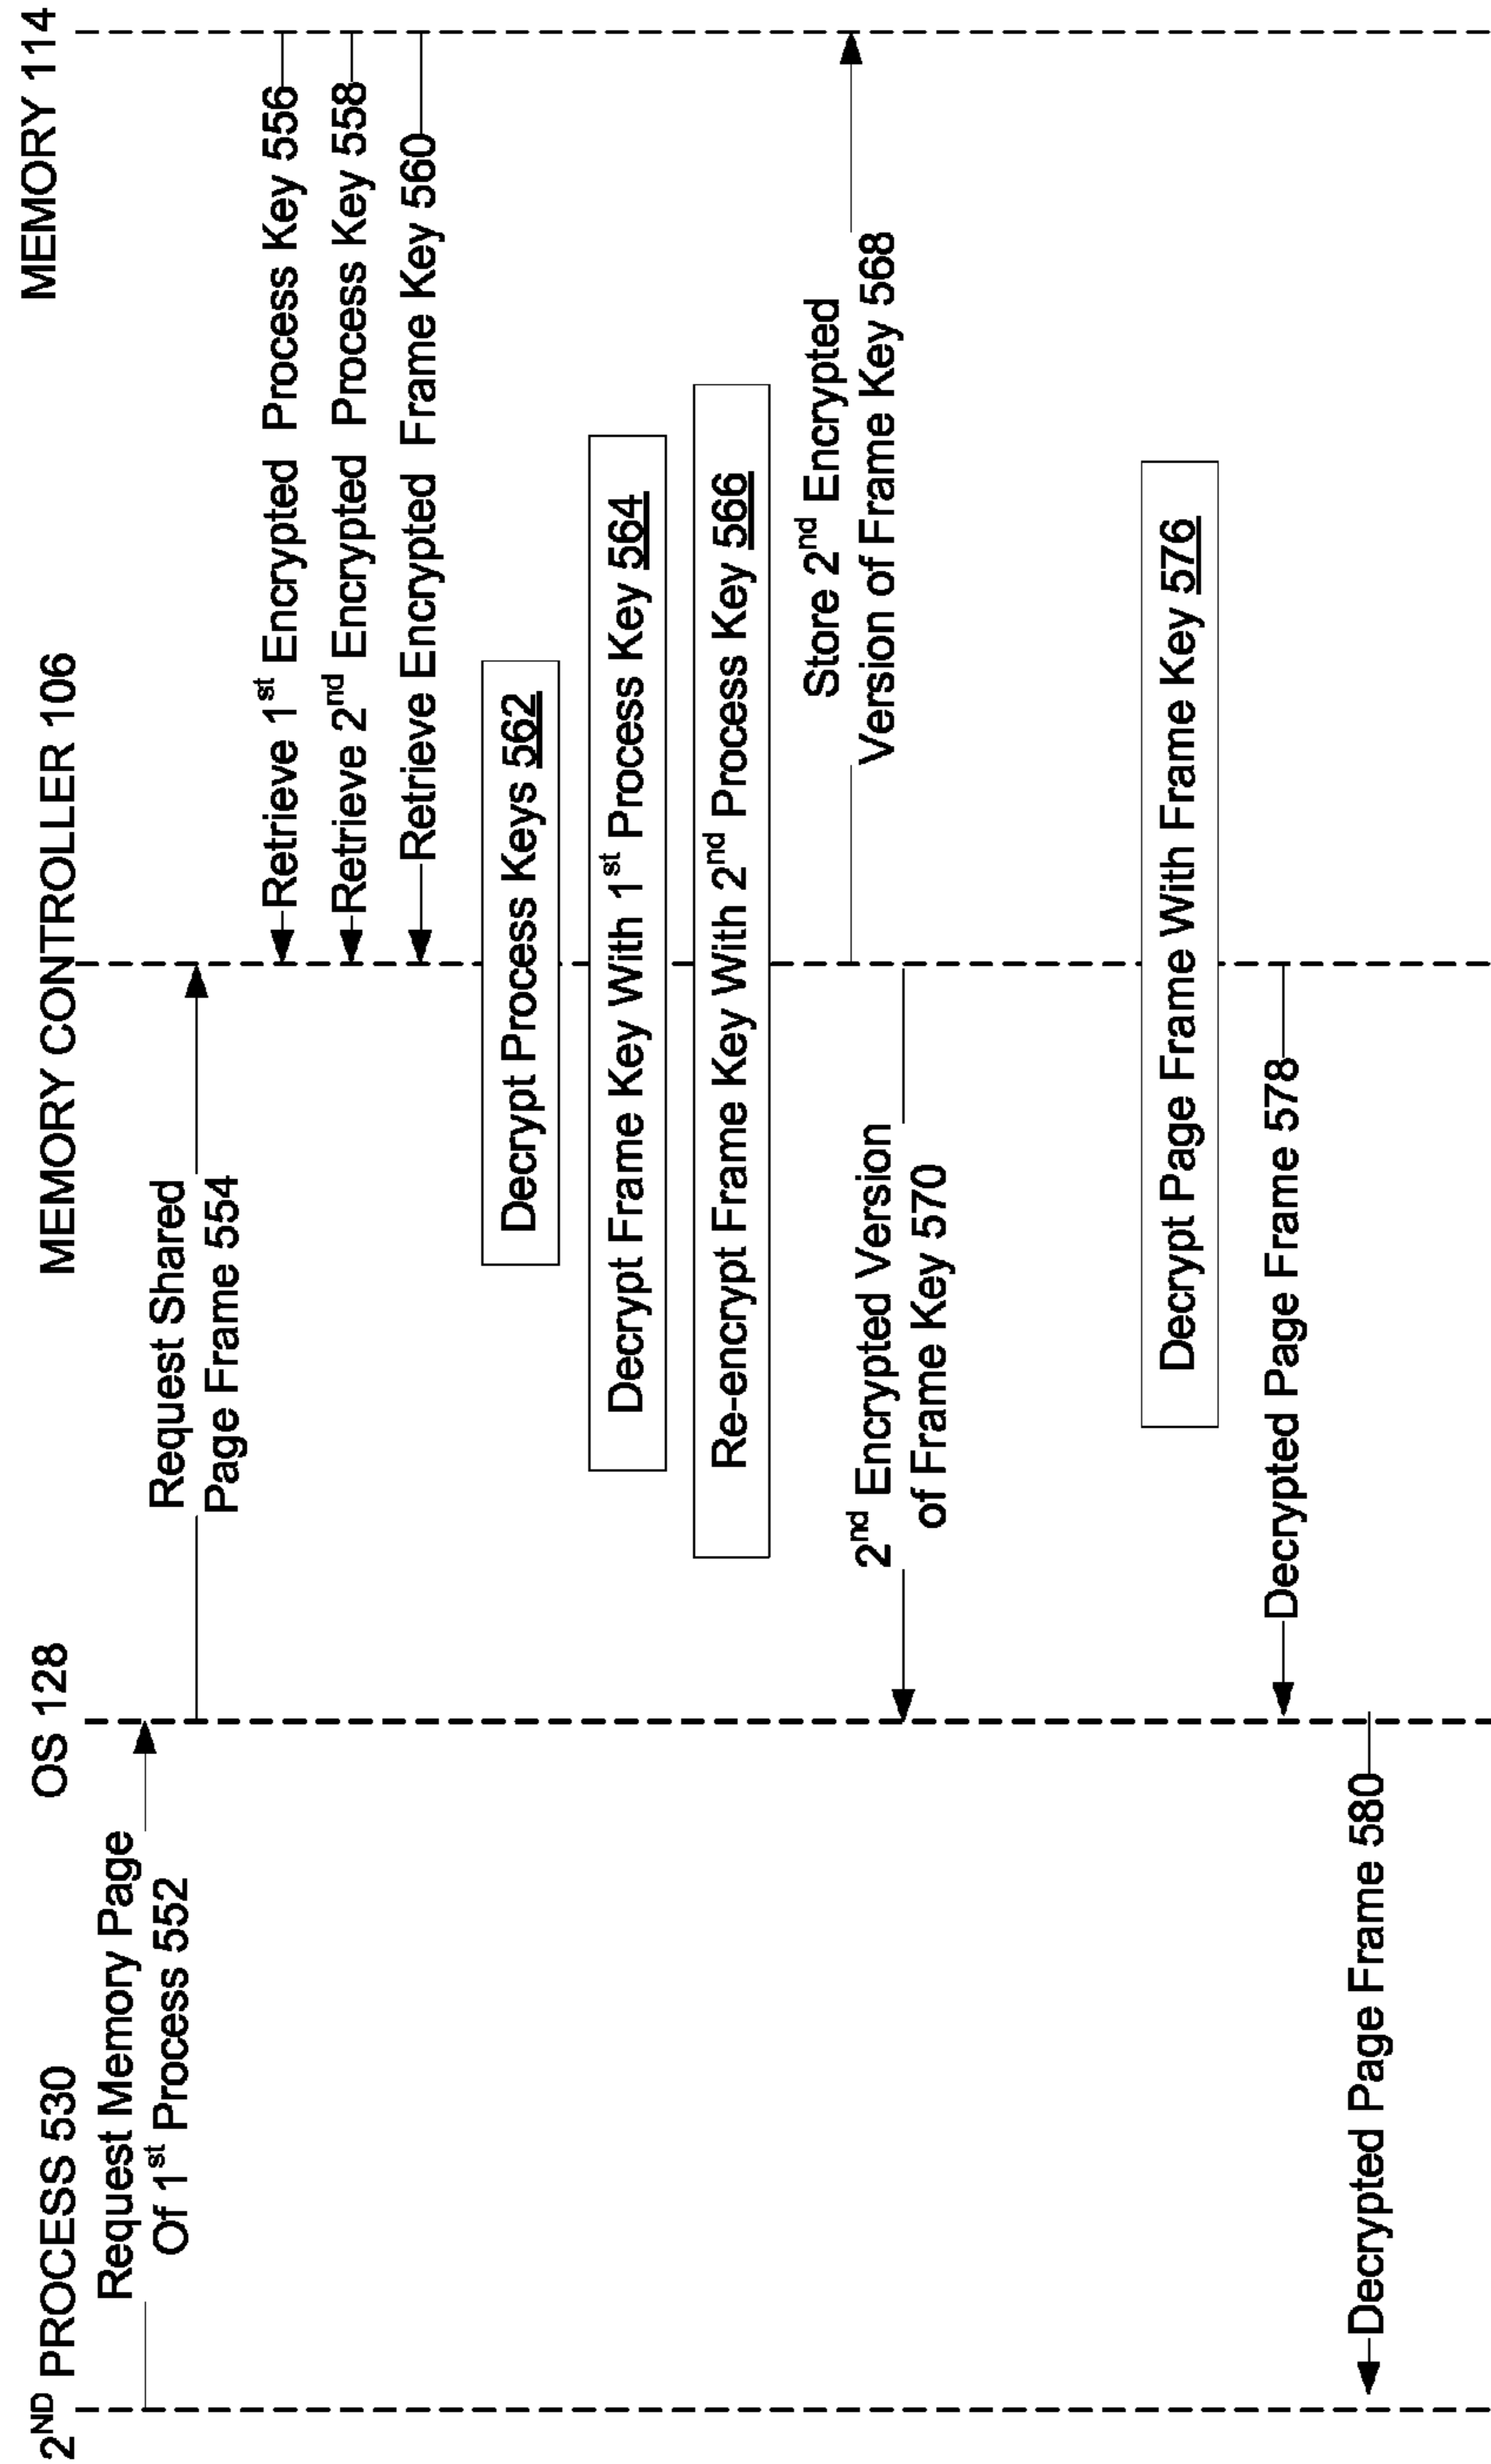 2ND PROCESS 530
OS 128
MEMORY CONTROLLER 106
MEMORY 114
Request Memory Page
Of 1st Process 552
Request Shared
Page Frame 554
Retrieve 1st Encrypted Process Key 556
Retrieve 2nd Encrypted Process Key 558
Retrieve Encrypted Frame Key 560
Decrypt Process Keys 562
Decrypt Frame Key With 1st Process Key 564
Re-encrypt Frame Key With 2nd Process Key 566
Store 2nd Encrypted
Version of Frame Key 568
2nd Encrypted Version
of Frame Key 570
Decrypt Page Frame With Frame Key 576
Decrypted Page Frame 578
Decrypted Page Frame 580